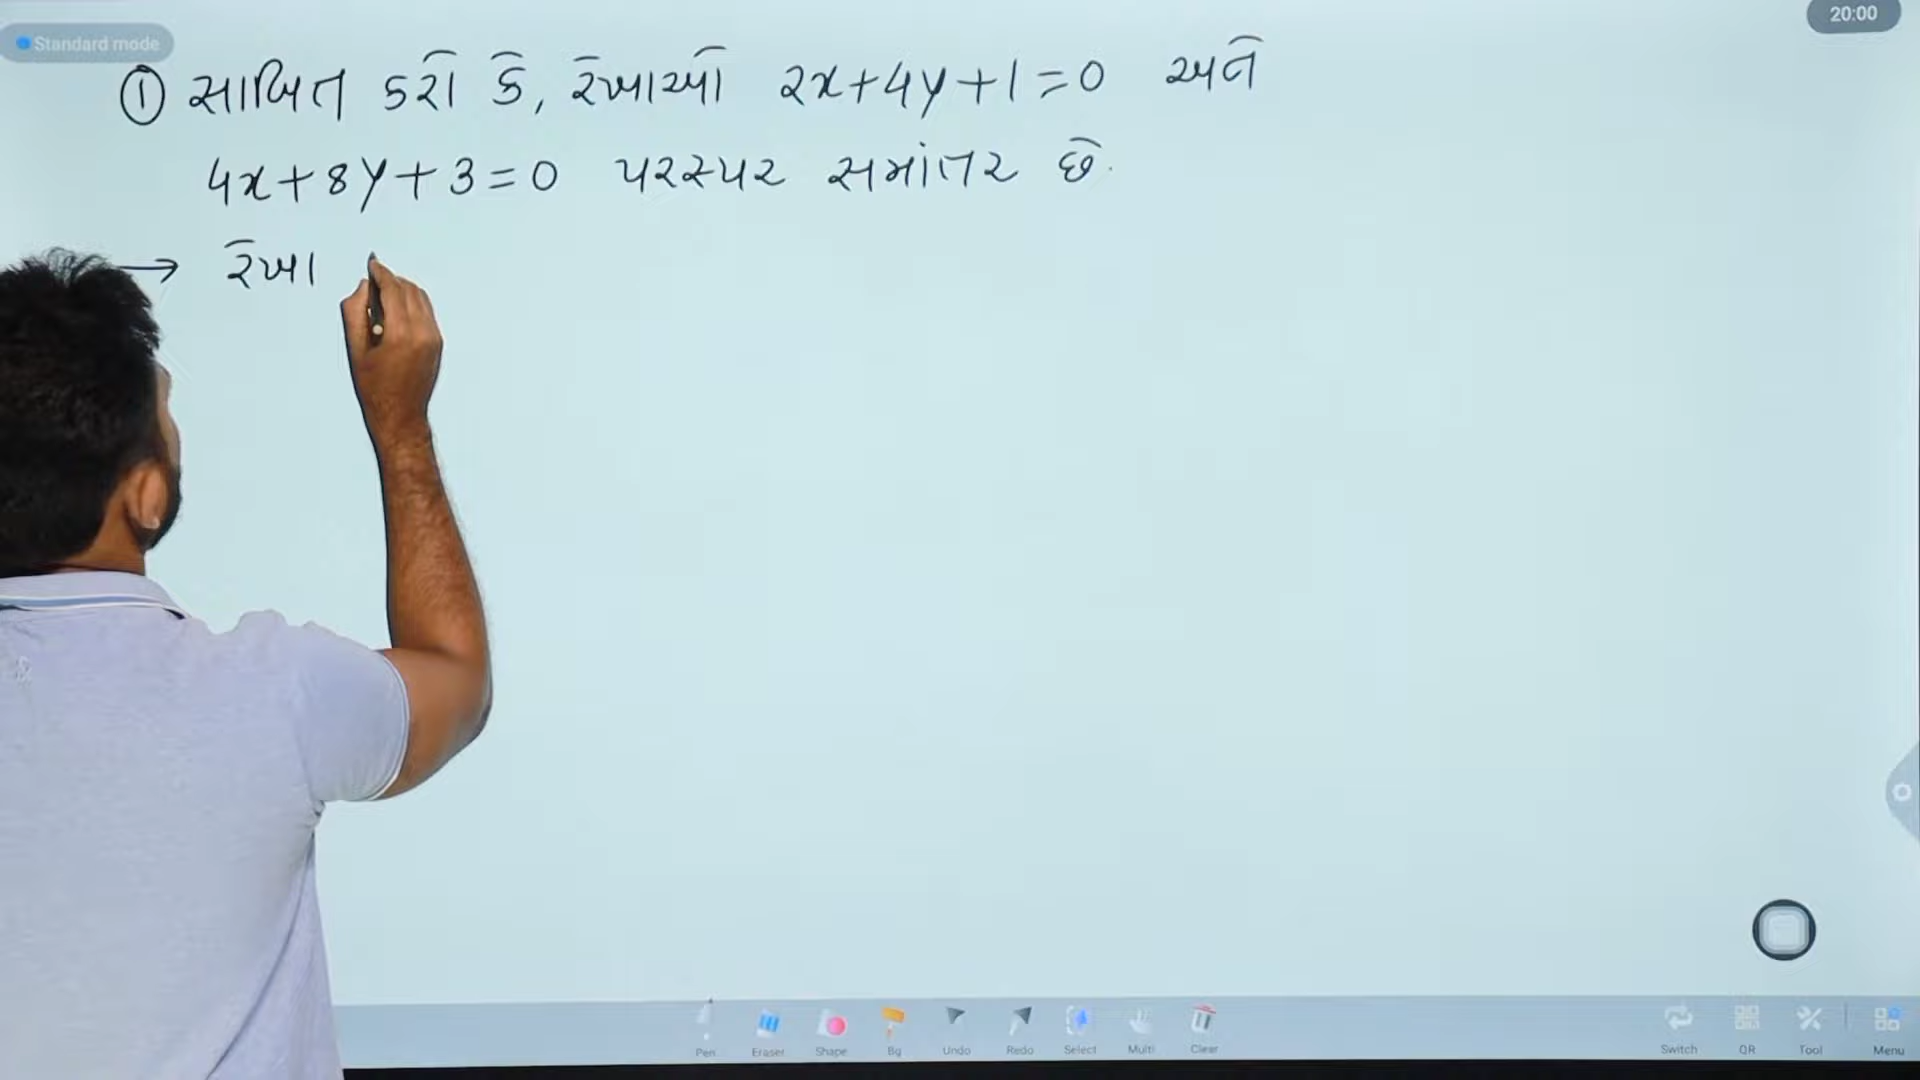 20:00
Standard mode
① સાબિત કરો કે, રેખાઓ 2x+4y+1=0 અને
4x+8y+3=0 પરસ્પર સમાંતર છે.
→ રેખા
Pen Eraser Shape Bg Undo Redo Select Multi Clear Switch QR Tool Menu